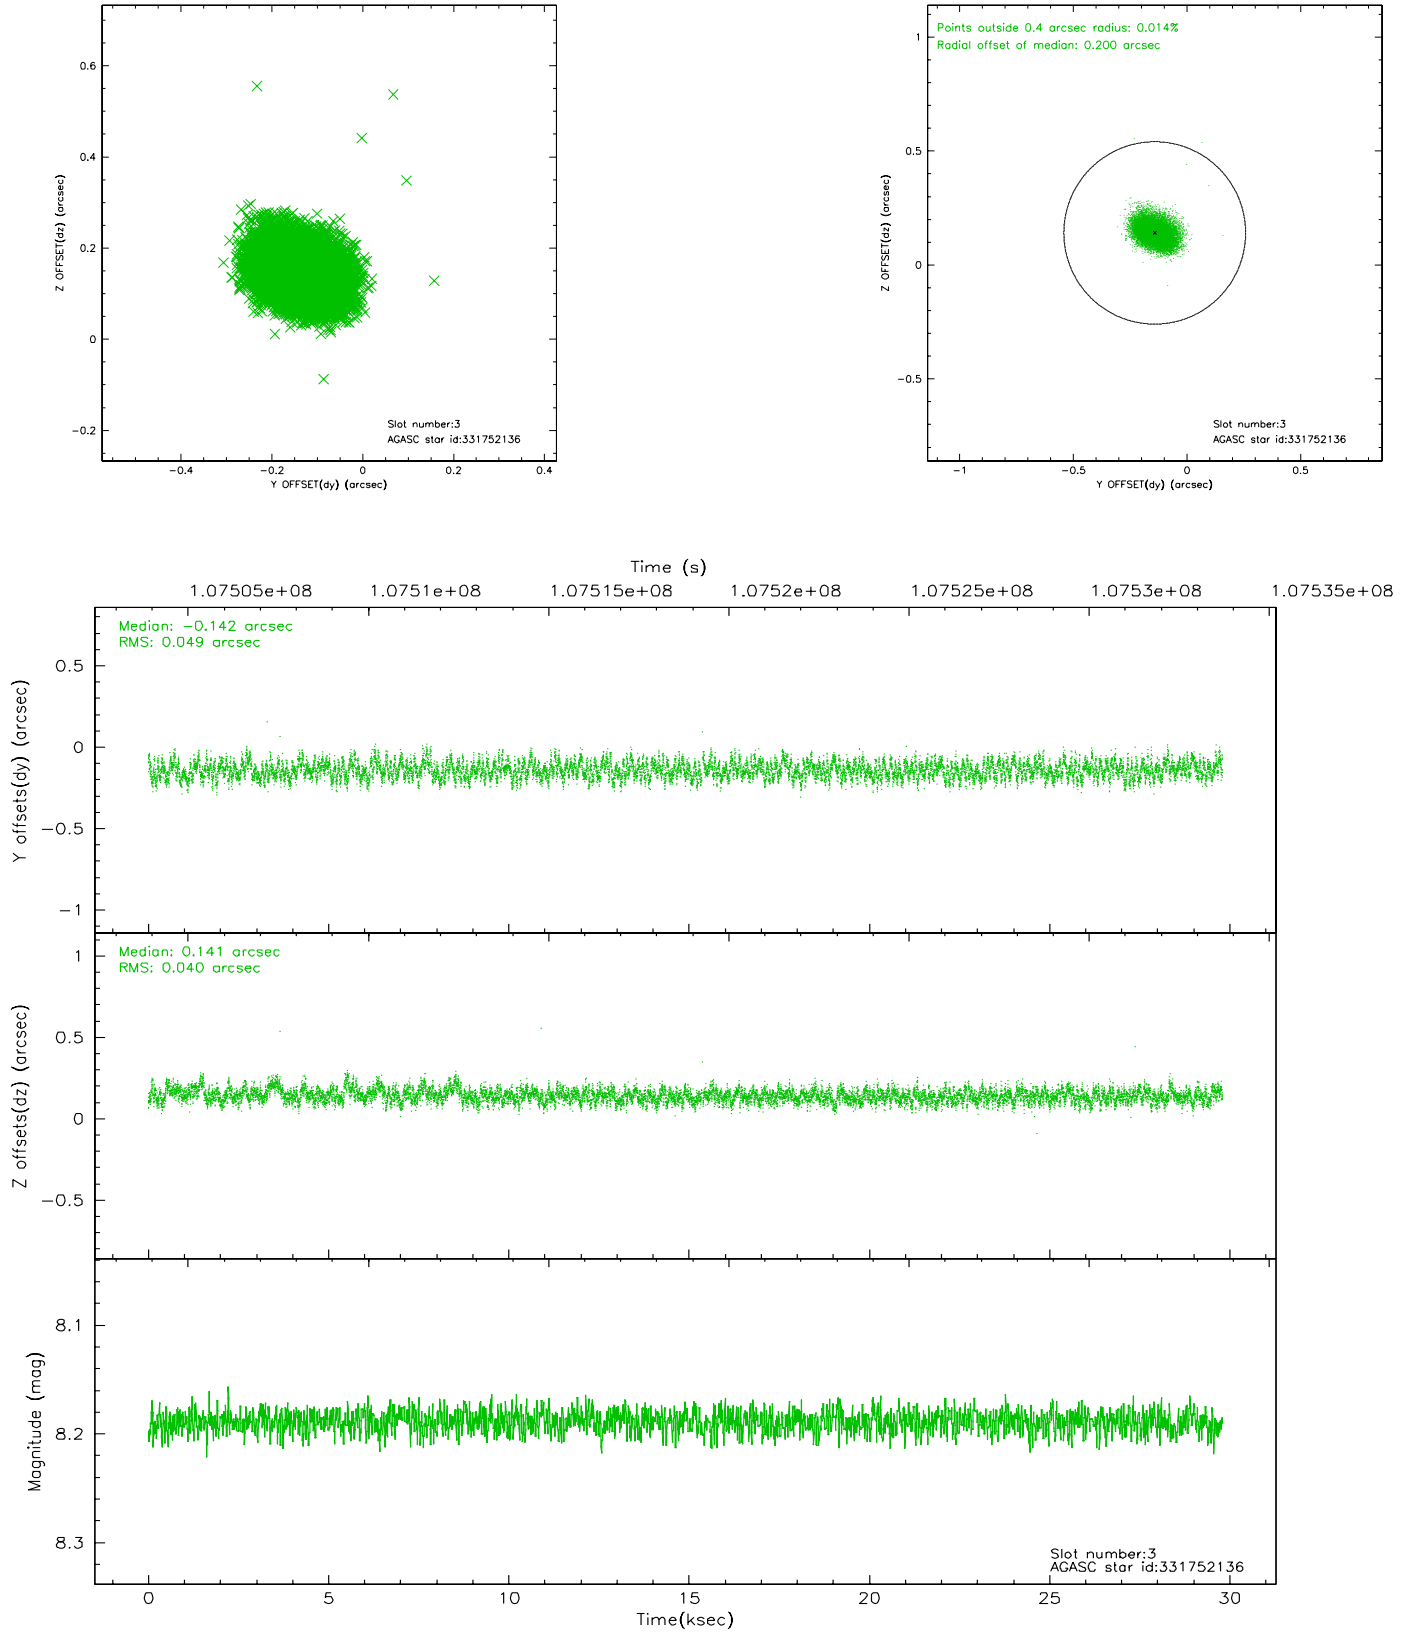 0.6
0.4
0.2
0
-0.2
Z OFFSET(dz) (arcsec)
Slot number:3
AGASC star id:331752136
-0.4 -0.2 0 0.2 0.4
Y OFFSET(dy) (arcsec)
Points outside 0.4 arcsec radius: 0.014%
Radial offset of median: 0.200 arcsec
1
0.5
0
-0.5
Z OFFSET(dz) (arcsec)
Slot number:3
AGASC star id:331752136
-1 -0.5 0 0.5
Y OFFSET(dy) (arcsec)
Time (s)
1.07505e+08 1.0751e+08 1.07515e+08 1.0752e+08 1.07525e+08 1.0753e+08 1.07535e+08
Median: -0.142 arcsec
RMS: 0.049 arcsec
0.5
0
-0.5
-1
Y offsets(dy) (arcsec)
Median: 0.141 arcsec
RMS: 0.040 arcsec
1
0.5
0
-0.5
Z offsets(dz) (arcsec)
8.1
8.2
8.3
Magnitude (mag)
Slot number:3
AGASC star id:331752136
0 5 10 15 20 25 30
Time(ksec)